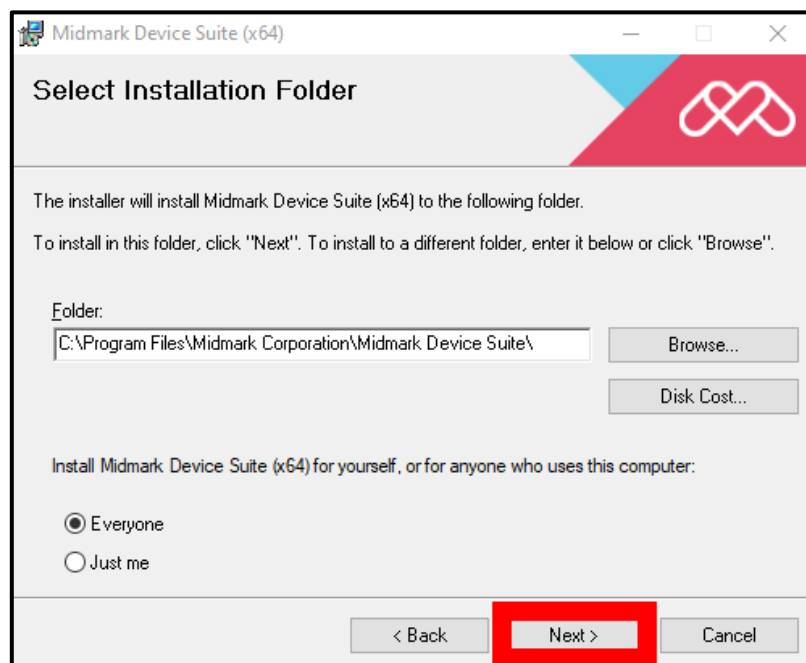 Midmark Device Suite (x64)
Select Installation Folder
The installer will install Midmark Device Suite (x64) to the following folder.
To install in this folder, click "Next". To install to a different folder, enter it below or click "Browse".
Folder:
C:\Program Files\Midmark Corporation\Midmark Device Suite\
Browse...
Disk Cost...
Install Midmark Device Suite (x64) for yourself, or for anyone who uses this computer:
Everyone
Just me
< Back
Next >
Cancel